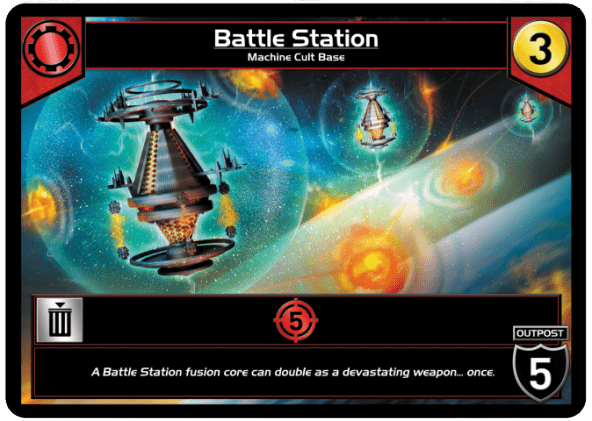 Battle Station
Machine Cult Base
3
5
OUTPOST
5
A Battle Station fusion core can double as a devastating weapon... once.